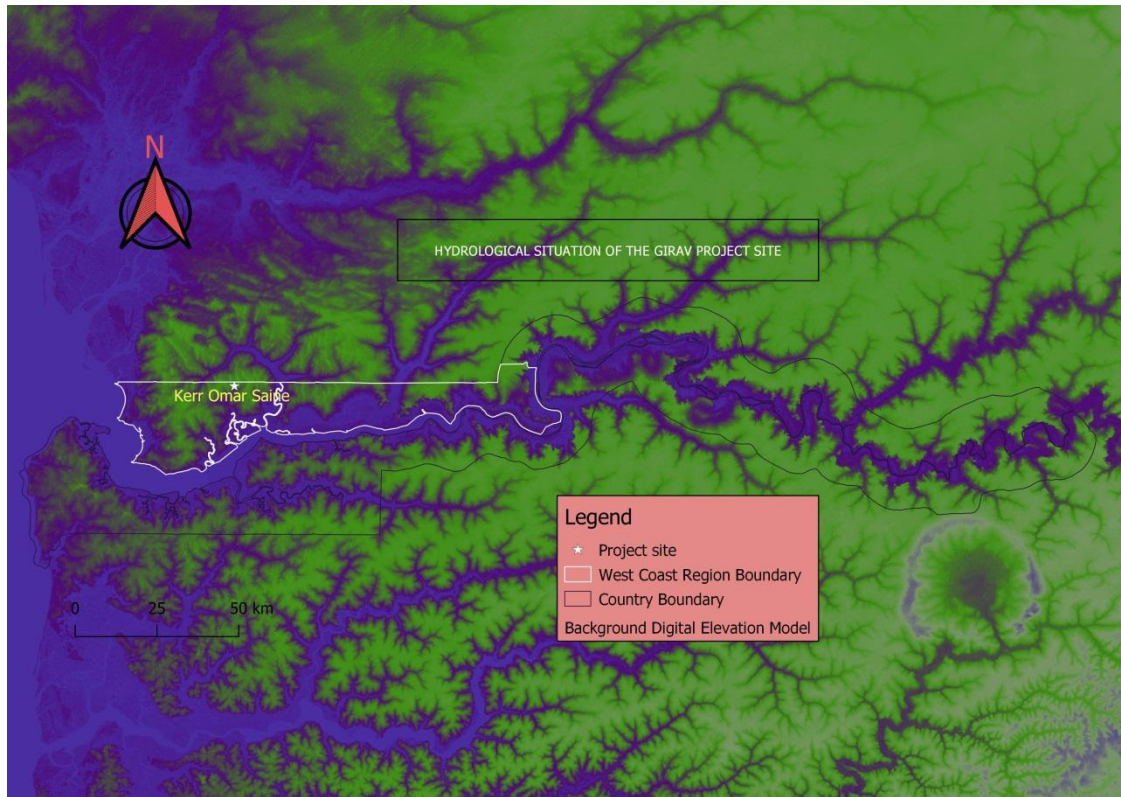 N
HYDROLOGICAL SITUATION OF THE GIRAV PROJECT SITE
Kerr Omar Saine
Legend
Project site
West Coast Region Boundary
Country Boundary
Background Digital Elevation Model
0 25 50 km